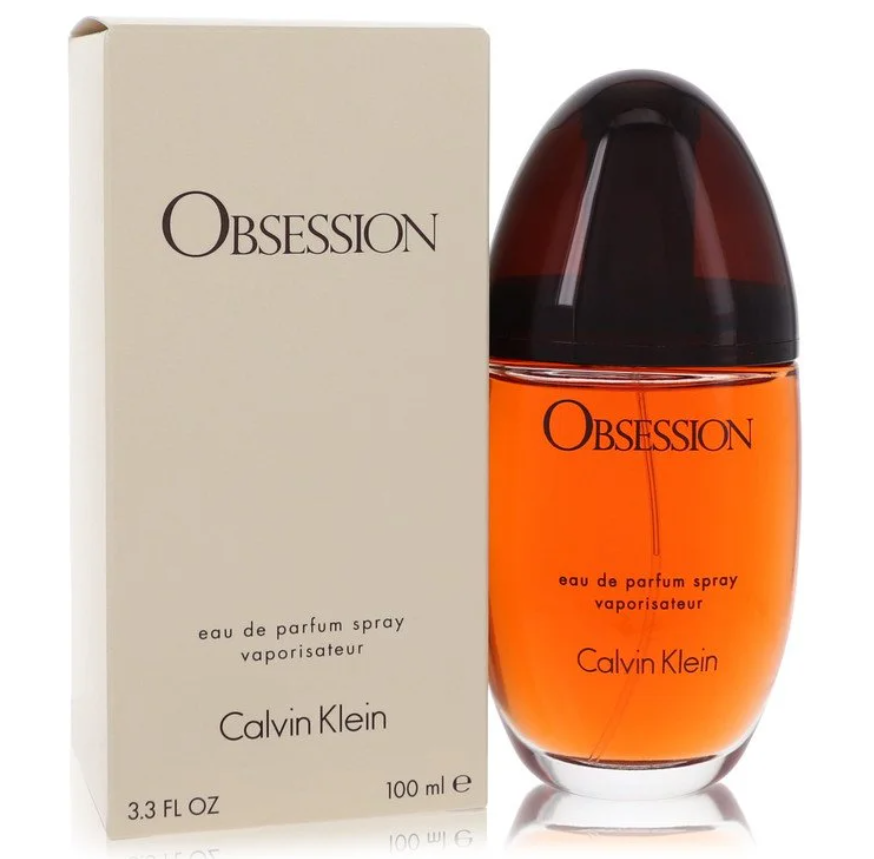 OBSESSION
eau de parfum spray
vaporisateur
Calvin Klein
3.3 FL OZ
100 ml ℮
OBSESSION
eau de parfum spray
vaporisateur
Calvin Klein